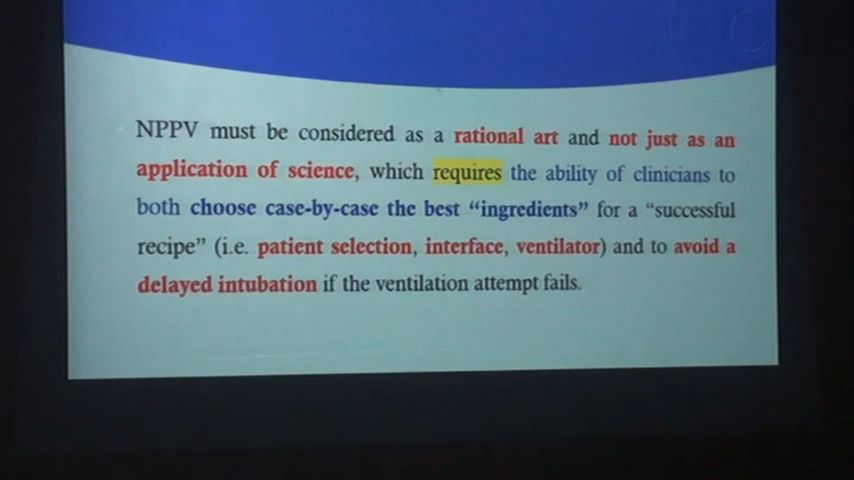 NPPV must be considered as a rational art and not just as an
application of science, which requires the ability of clinicians to
both choose case-by-case the best “ingredients” for a “successful
recipe” (i.e. patient selection, interface, ventilator) and to avoid a
delayed intubation if the ventilation attempt fails.